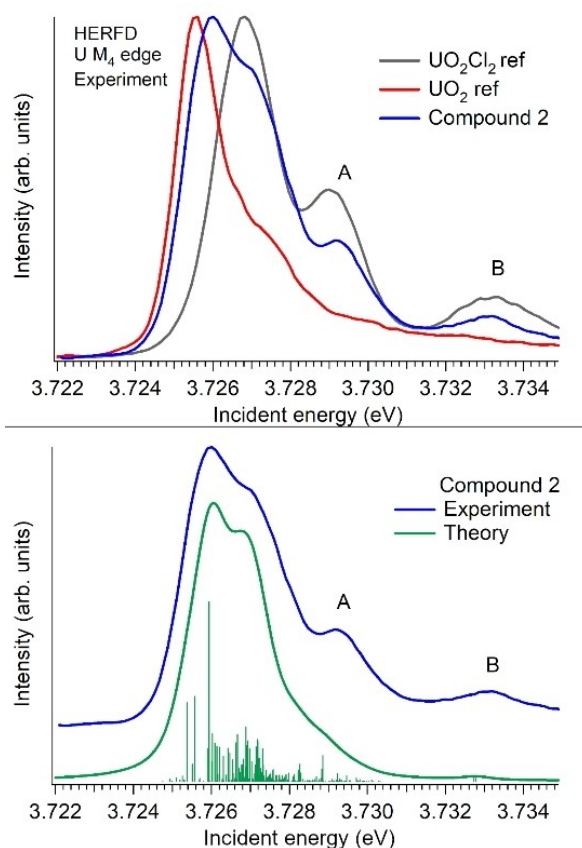 HERFD
U M₄ edge
Experiment
UO₂Cl₂ ref
UO₂ ref
Compound 2
A
B
Intensity (arb. units)
3.722 3.724 3.726 3.728 3.730 3.732 3.734
Incident energy (eV)
Compound 2
Experiment
Theory
A
B
Intensity (arb. units)
3.722 3.724 3.726 3.728 3.730 3.732 3.734
Incident energy (eV)